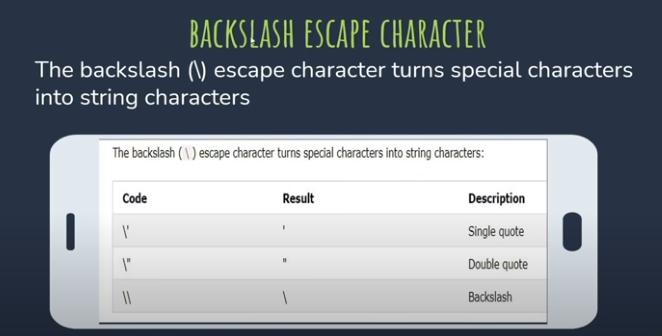 BACKSLASH ESCAPE CHARACTER
The backslash (\) escape character turns special characters
into string characters
The backslash ( \ ) escape character turns special characters into string characters:
Code Result Description
\' ' Single quote
\" " Double quote
\\ \ Backslash